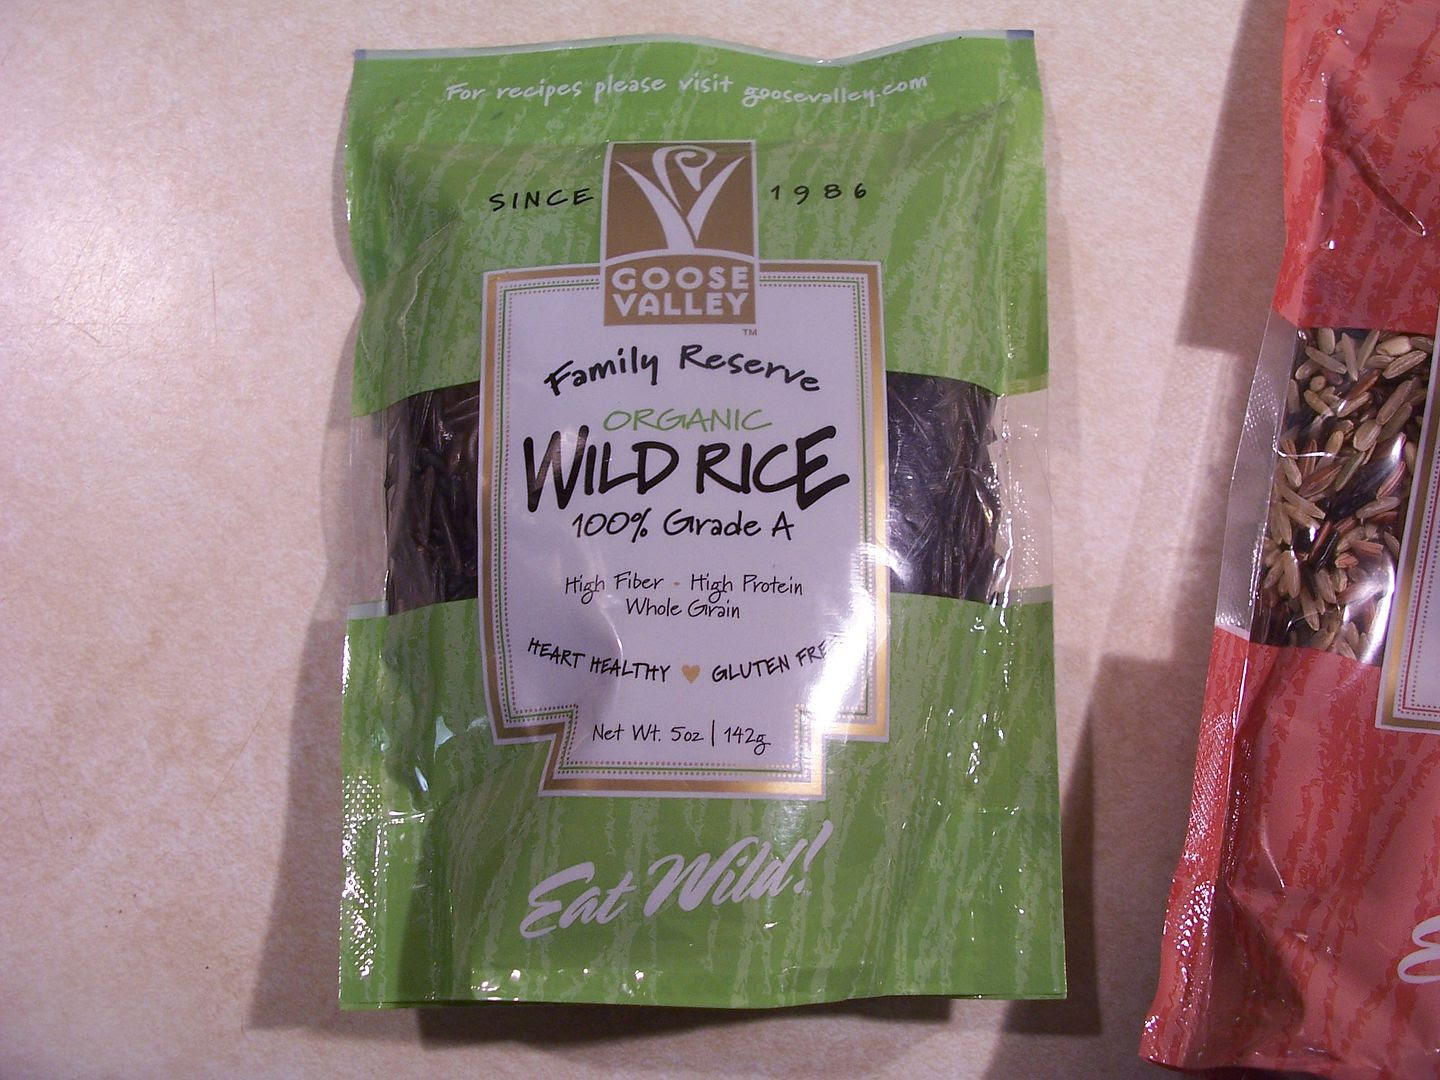 For recipes please visit goosevalley.com
SINCE 1986
GOOSE
VALLEY
TM
Family Reserve
ORGANIC
WILD RICE
100% Grade A
High Fiber - High Protein
Whole Grain
HEART HEALTHY GLUTEN FREE
Net Wt. 5oz | 142g
Eat Wild!